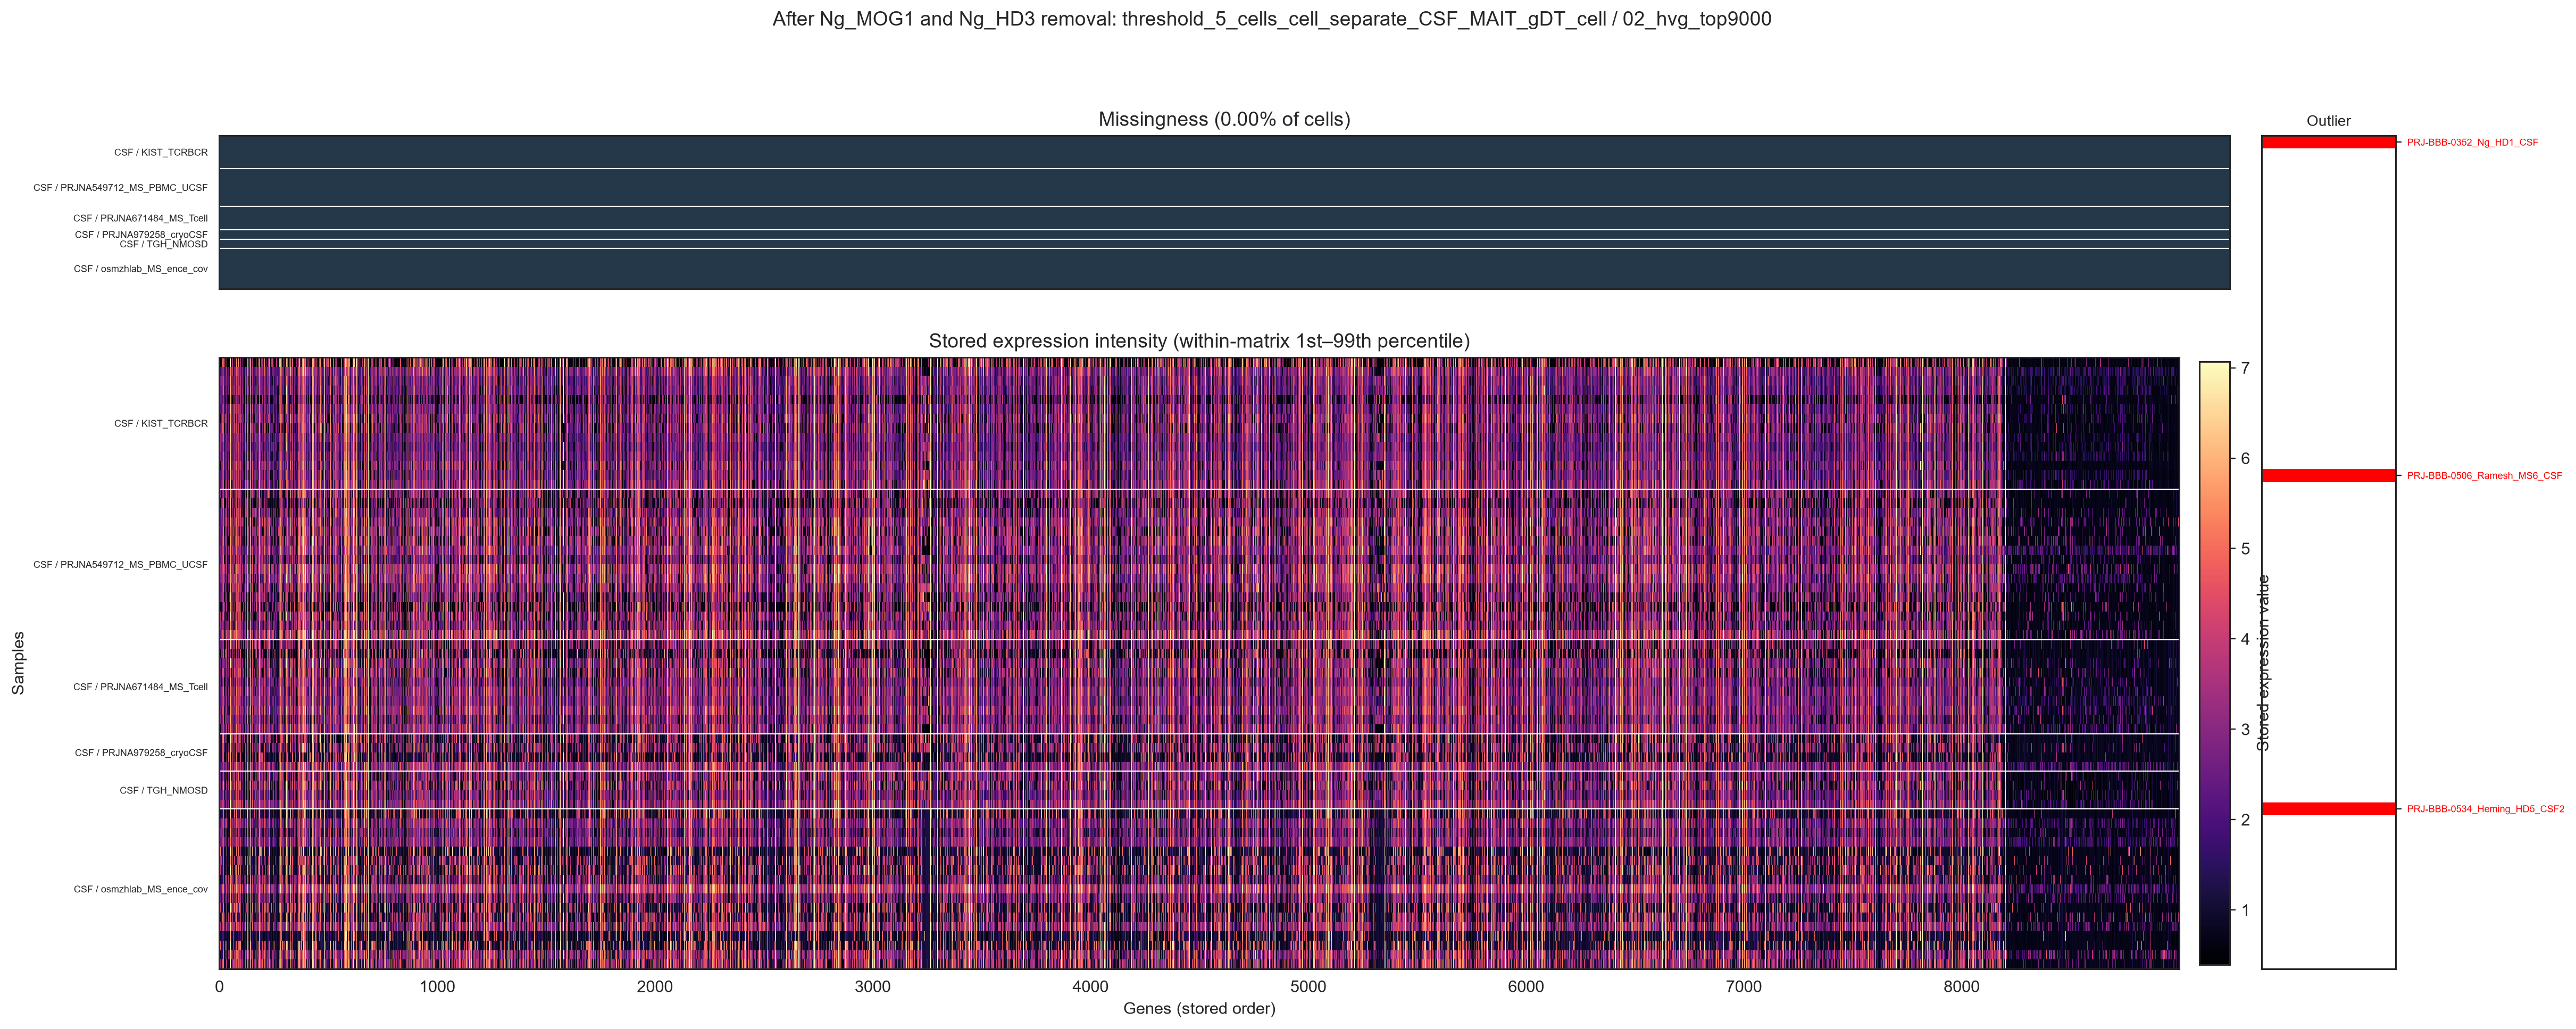 After Ng_MOG1 and Ng_HD3 removal: threshold_5_cells_cell_separate_CSF_MAIT_gDT_cell / 02_hvg_top9000
Missingness (0.00% of cells)
CSF / KIST_TCRBCR
CSF / PRJNA549712_MS_PBMC_UCSF
CSF / PRJNA671484_MS_Tcell
CSF / PRJNA979258_cryoCSF
CSF / TGH_NMOSD
CSF / osmzhlab_MS_ence_cov
Outlier
PRJ-BBB-0352_Ng_HD1_CSF
PRJ-BBB-0506_Ramesh_MS6_CSF
PRJ-BBB-0534_Heming_HD5_CSF2
Stored expression intensity (within-matrix 1st–99th percentile)
Samples
CSF / KIST_TCRBCR
CSF / PRJNA549712_MS_PBMC_UCSF
CSF / PRJNA671484_MS_Tcell
CSF / PRJNA979258_cryoCSF
CSF / TGH_NMOSD
CSF / osmzhlab_MS_ence_cov
7
6
5
4
3
2
1
Stored expression value
0 1000 2000 3000 4000 5000 6000 7000 8000
Genes (stored order)